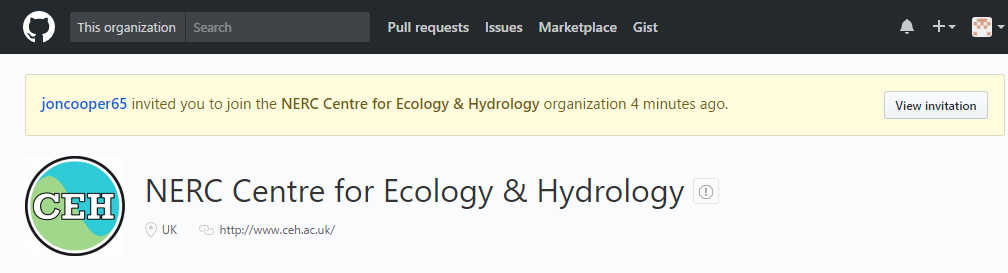 This organization Search Pull requests Issues Marketplace Gist
joncooper65 invited you to join the NERC Centre for Ecology & Hydrology organization 4 minutes ago. View invitation
CEH NERC Centre for Ecology & Hydrology
UK http://www.ceh.ac.uk/